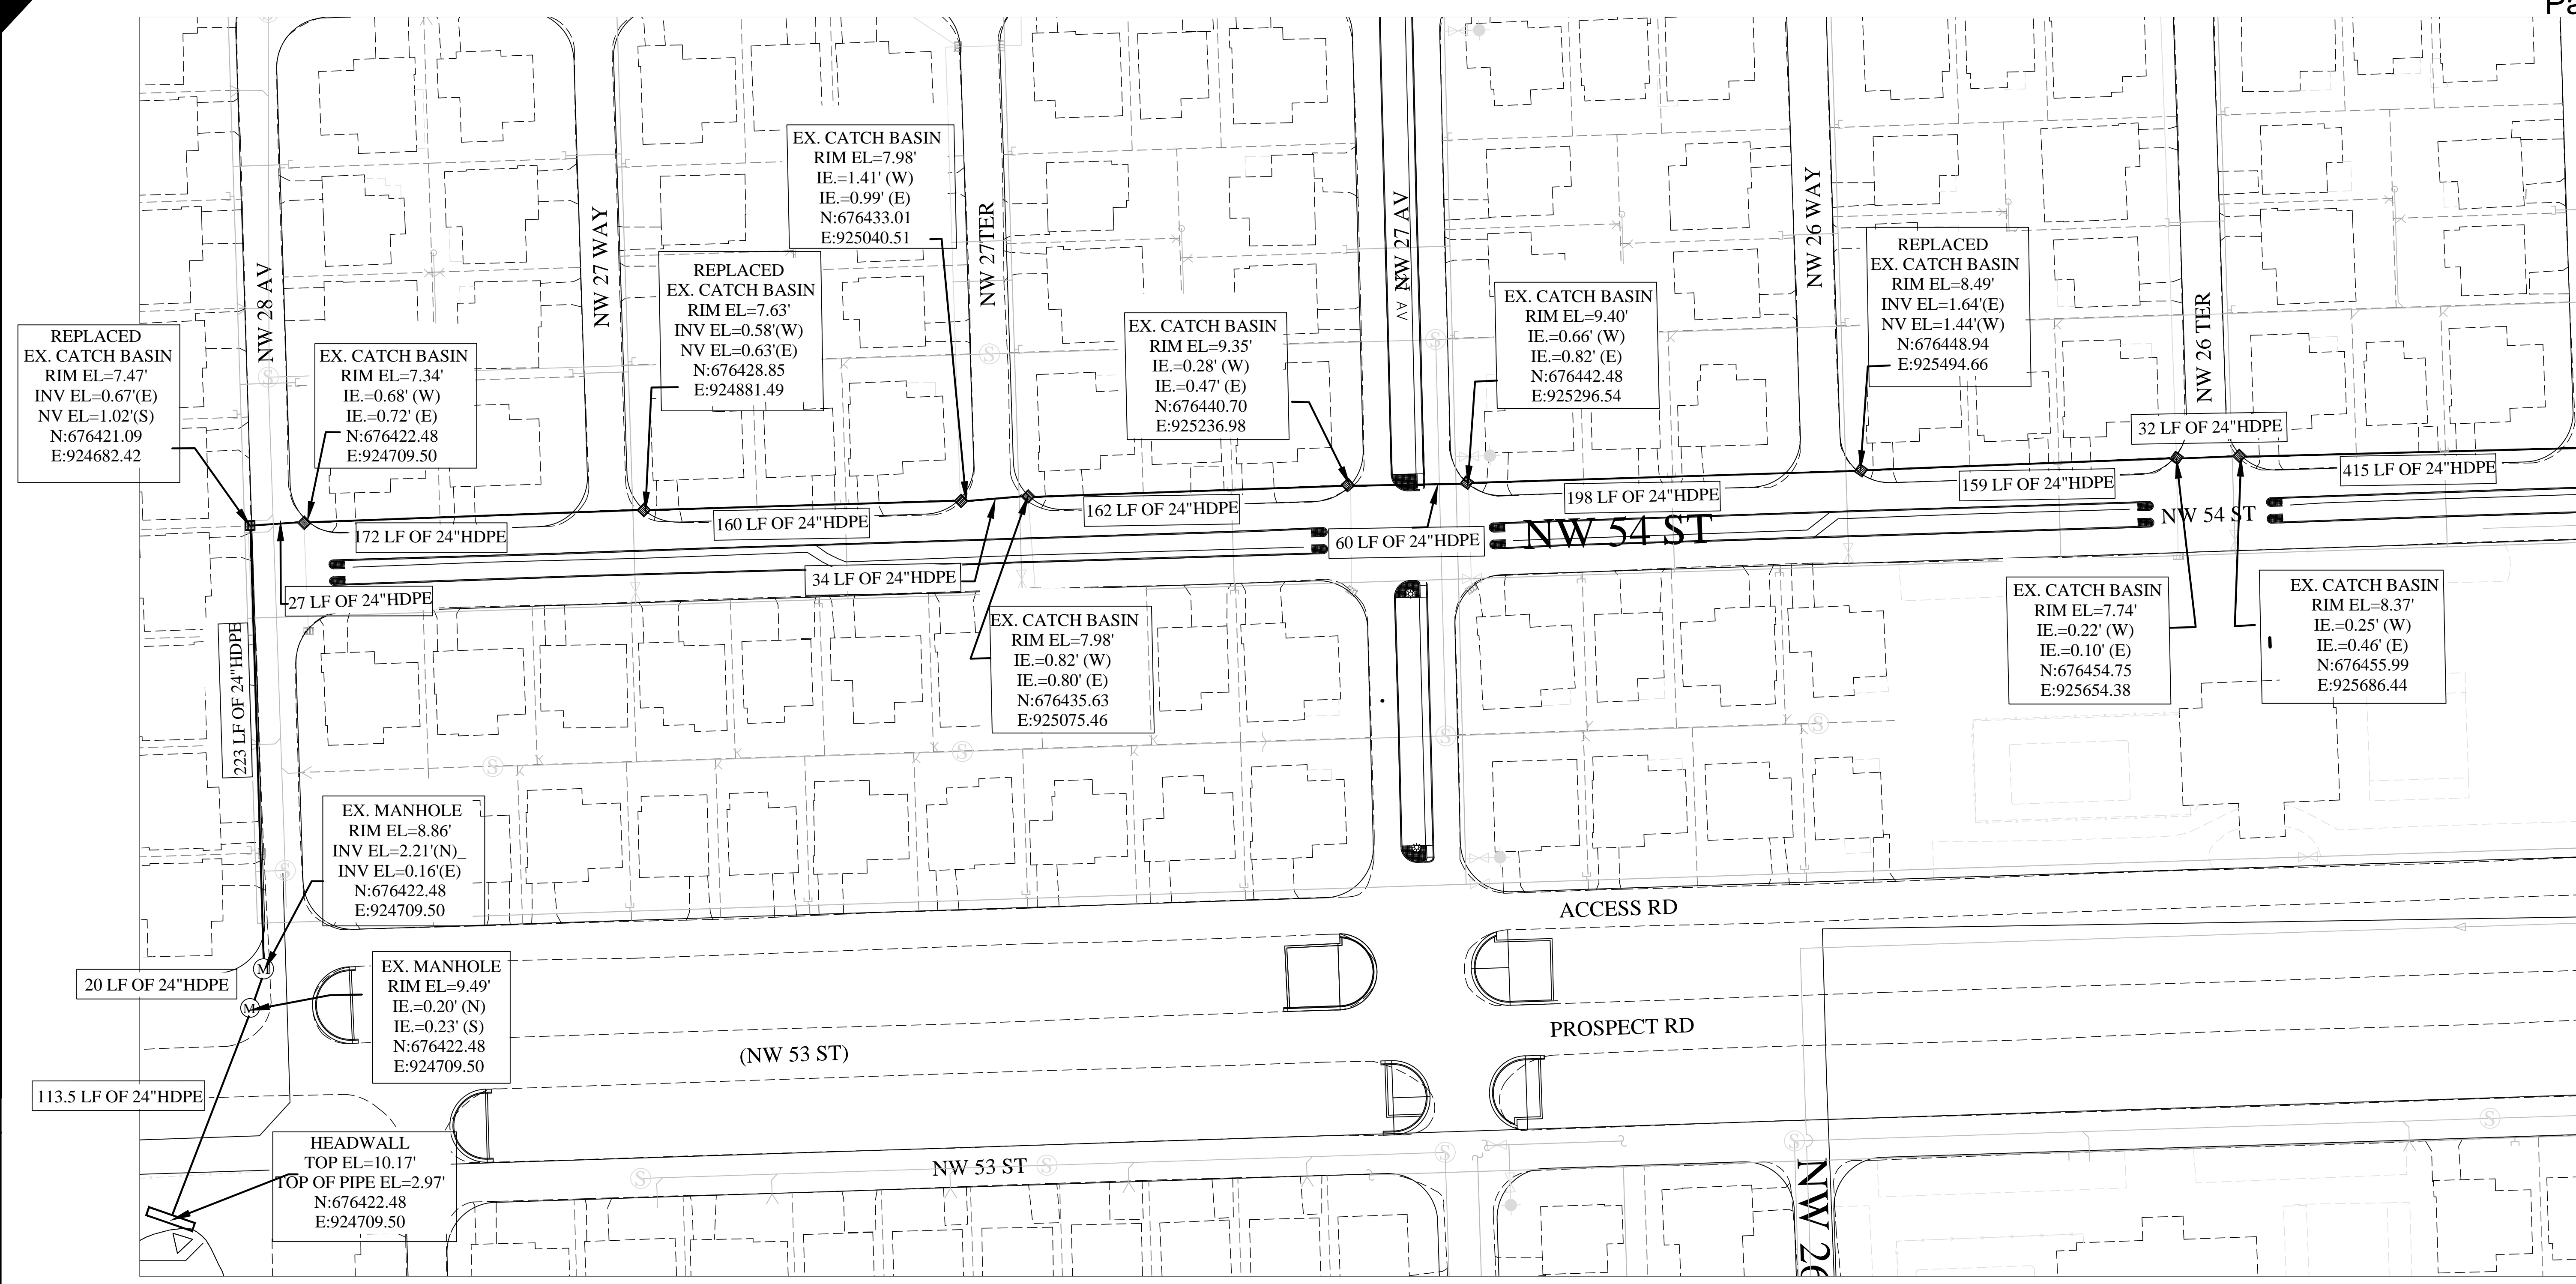 Pa
EX. CATCH BASIN
RIM EL=7.98'
IE.=1.41' (W)
IE.=0.99' (E)
N:676433.01
E:925040.51
NW 28 AV
NW 27 WAY
NW 27TER
NW 27 AV
AV
NW 26 WAY
NW 26 TER
REPLACED
EX. CATCH BASIN
RIM EL=7.47'
INV EL=0.67'(E)
NV EL=1.02'(S)
N:676421.09
E:924682.42
EX. CATCH BASIN
RIM EL=7.34'
IE.=0.68' (W)
IE.=0.72' (E)
N:676422.48
E:924709.50
REPLACED
EX. CATCH BASIN
RIM EL=7.63'
INV EL=0.58'(W)
NV EL=0.63'(E)
N:676428.85
E:924881.49
EX. CATCH BASIN
RIM EL=9.35'
IE.=0.28' (W)
IE.=0.47' (E)
N:676440.70
E:925236.98
EX. CATCH BASIN
RIM EL=9.40'
IE.=0.66' (W)
IE.=0.82' (E)
N:676442.48
E:925296.54
REPLACED
EX. CATCH BASIN
RIM EL=8.49'
INV EL=1.64'(E)
NV EL=1.44'(W)
N:676448.94
E:925494.66
32 LF OF 24"HDPE
415 LF OF 24"HDPE
159 LF OF 24"HDPE
198 LF OF 24"HDPE
162 LF OF 24"HDPE
160 LF OF 24"HDPE
172 LF OF 24"HDPE
60 LF OF 24"HDPE
NW 54 ST
NW 54 ST
34 LF OF 24"HDPE
27 LF OF 24"HDPE
223 LF OF 24"HDPE
EX. CATCH BASIN
RIM EL=7.98'
IE.=0.82' (W)
IE.=0.80' (E)
N:676435.63
E:925075.46
EX. CATCH BASIN
RIM EL=7.74'
IE.=0.22' (W)
IE.=0.10' (E)
N:676454.75
E:925654.38
EX. CATCH BASIN
RIM EL=8.37'
IE.=0.25' (W)
IE.=0.46' (E)
N:676455.99
E:925686.44
EX. MANHOLE
RIM EL=8.86'
INV EL=2.21'(N)_
INV EL=0.16'(E)
N:676422.48
E:924709.50
ACCESS RD
M
20 LF OF 24"HDPE
M
EX. MANHOLE
RIM EL=9.49'
IE.=0.20' (N)
IE.=0.23' (S)
N:676422.48
E:924709.50
PROSPECT RD
(NW 53 ST)
113.5 LF OF 24"HDPE
HEADWALL
TOP EL=10.17'
TOP OF PIPE EL=2.97'
N:676422.48
E:924709.50
NW 53 ST
NW 26